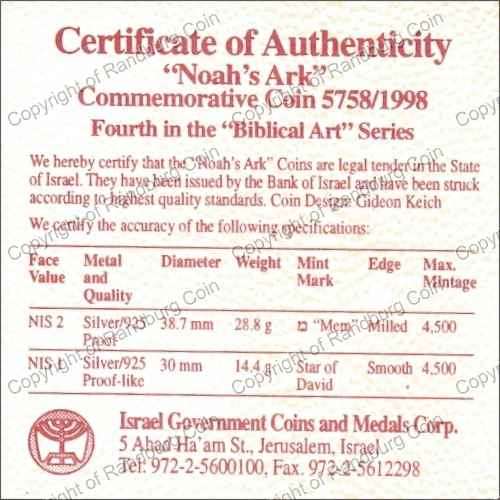 Certificate of Authenticity
"Noah's Ark"
Commemorative Coin 5758/1998
Fourth in the "Biblical Art" Series
We hereby certify that the "Noah's Ark" Coins are legal tender in the State
of Israel. They have been issued by the Bank of Israel and have been struck
according to highest quality standards. Coin Design: Gideon Keich
We certify the accuracy of the following specifications:
Face Value Metal and Quality Diameter Weight Mint Mark Edge Max. Mintage
NIS 2 Silver/925 Proof 38.7 mm 28.8 g מ "Mem" Milled 4,500
NIS 1 Silver/925 Proof-like 30 mm 14.4 g Star of David Smooth 4,500
Israel Government Coins and Medals Corp.
5 Ahad Ha'am St., Jerusalem, Israel
Tel: 972-2-5600100, Fax. 972-2-5612298
Copyright of Randburg Coin